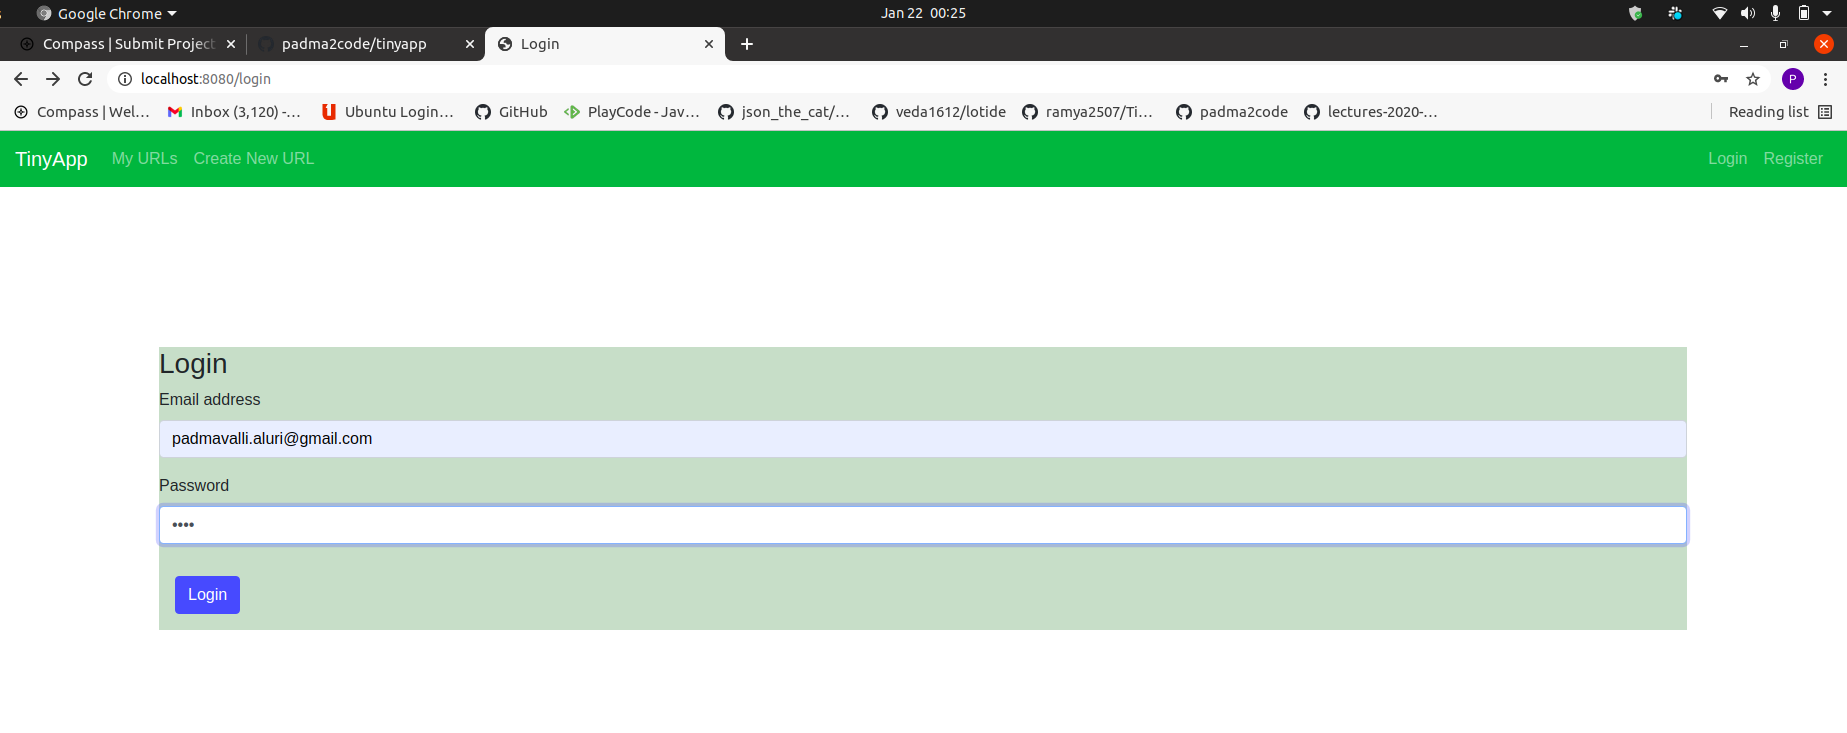 Google Chrome Jan 22 00:25
Compass | Submit Project padma2code/tinyapp Login
localhost:8080/login P
Compass | Wel... Inbox (3,120) -... Ubuntu Login... GitHub PlayCode - Jav... json_the_cat/... veda1612/lotide ramya2507/Ti... padma2code lectures-2020-... Reading list
TinyApp My URLs Create New URL Login Register
Login
Email address
padmavalli.aluri@gmail.com
Password
••••
Login